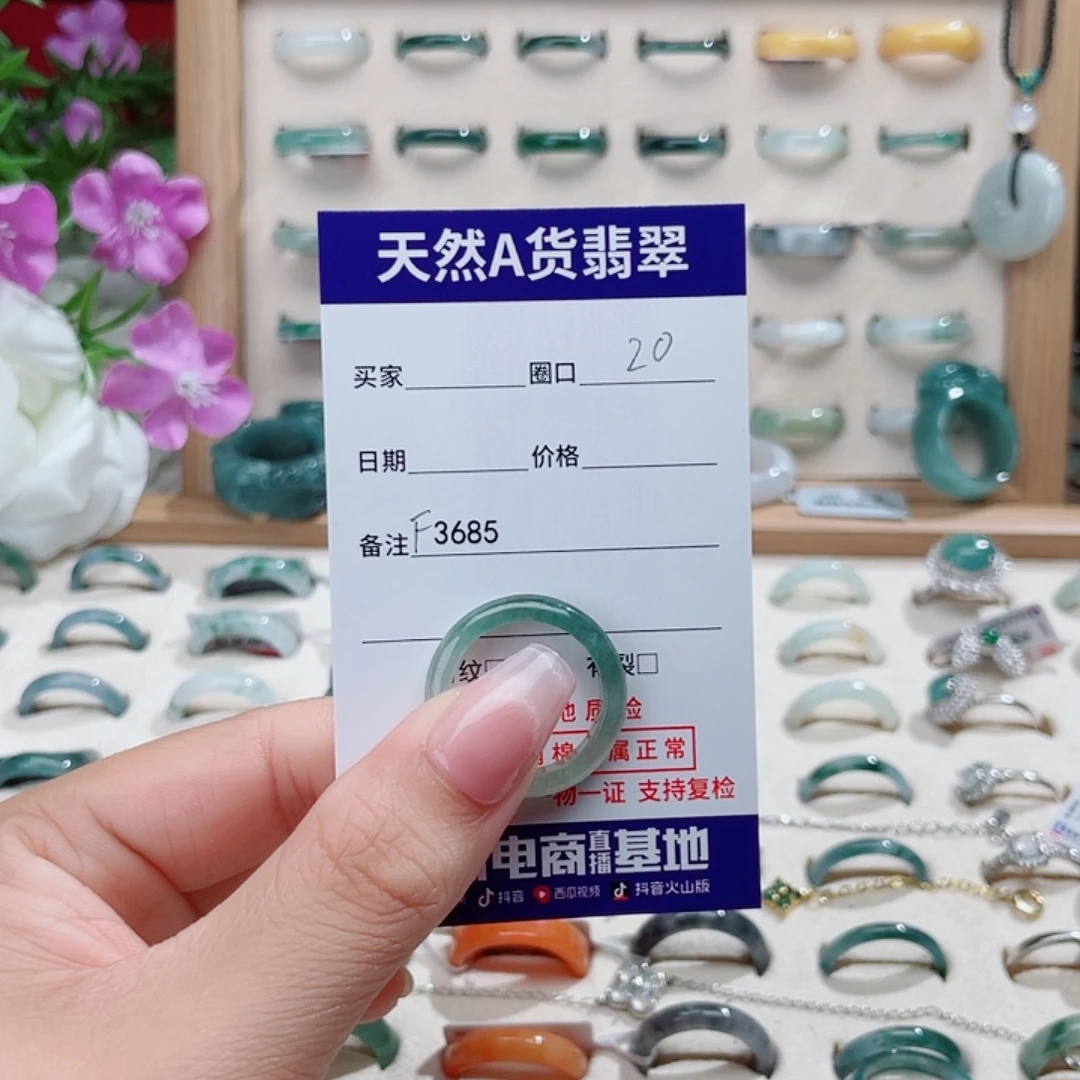 天然A货翡翠
买家 圈口 20
日期 价格
备注 F3685
纹□ 裂□
质 检
棉 属正常
物一证 支持复检
电商直播基地
抖音 西瓜视频 抖音火山版